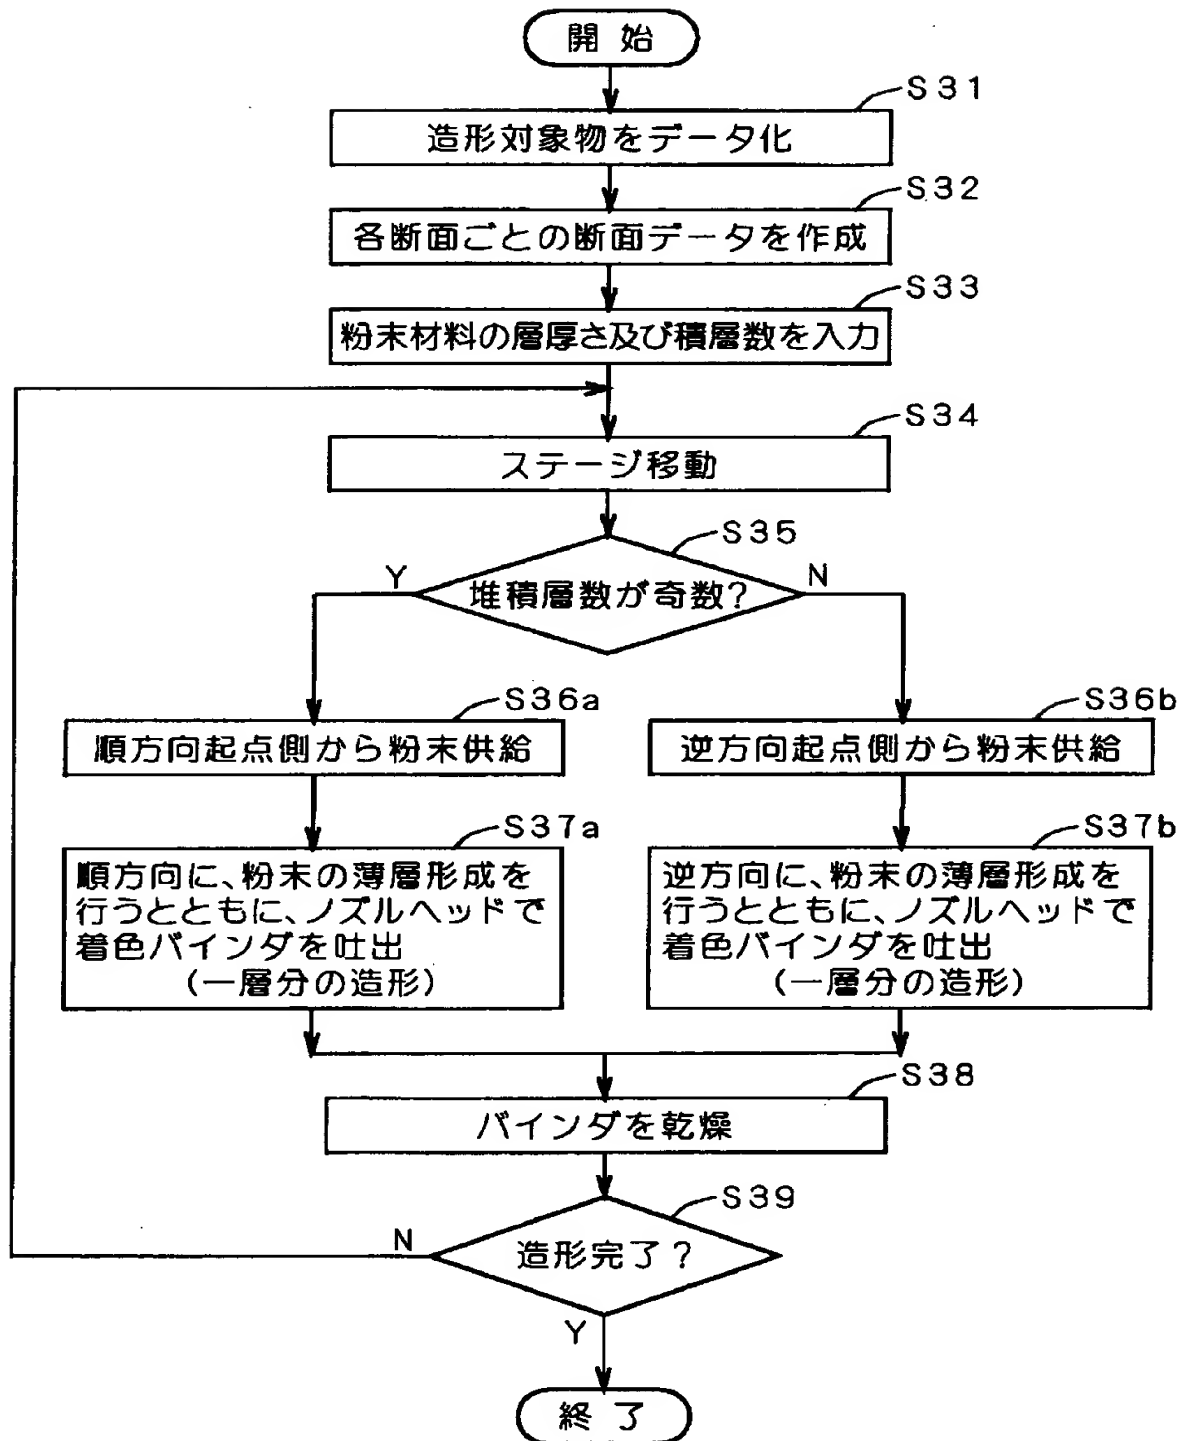 開始
S31
造形対象物をデータ化
S32
各断面ごとの断面データを作成
S33
粉末材料の層厚さ及び積層数を入力
S34
ステージ移動
S35
Y
堆積層数が奇数?
N
S36a
順方向起点側から粉末供給
S36b
逆方向起点側から粉末供給
S37a
順方向に、粉末の薄層形成を
行うとともに、ノズルヘッドで
着色バインダを吐出
(一層分の造形)
S37b
逆方向に、粉末の薄層形成を
行うとともに、ノズルヘッドで
着色バインダを吐出
(一層分の造形)
S38
バインダを乾燥
S39
N
造形完了?
Y
終了